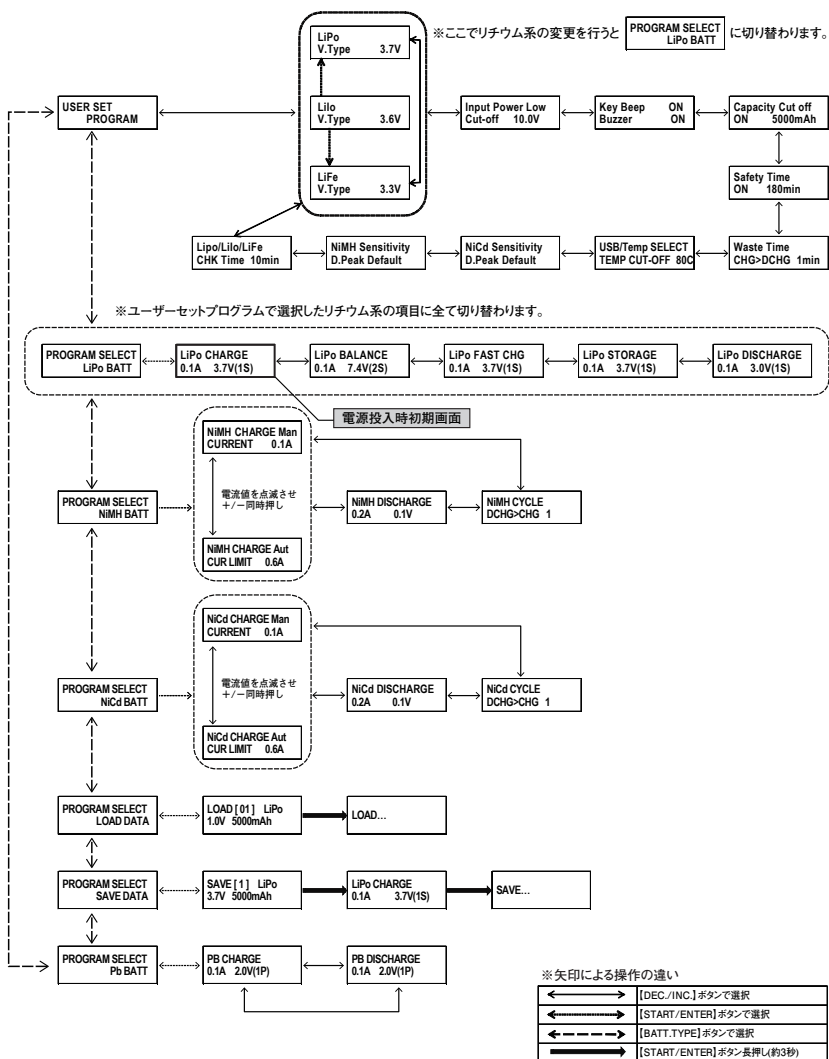 LiPo
V.Type 3.7V
※ここでリチウム系の変更を行うと
PROGRAM SELECT
LiPo BATT
に切り替わります。
USER SET
PROGRAM
LiIo
V.Type 3.6V
Input Power Low
Cut-off 10.0V
Key Beep ON
Buzzer ON
Capacity Cut off
ON 5000mAh
LiFe
V.Type 3.3V
Safety Time
ON 180min
Lipo/LiIo/LiFe
CHK Time 10min
NiMH Sensitivity
D.Peak Default
NiCd Sensitivity
D.Peak Default
USB/Temp SELECT
TEMP CUT-OFF 80C
Waste Time
CHG>DCHG 1min
※ユーザーセットプログラムで選択したリチウム系の項目に全て切り替わります。
PROGRAM SELECT
LiPo BATT
LiPo CHARGE
0.1A 3.7V(1S)
LiPo BALANCE
0.1A 7.4V(2S)
LiPo FAST CHG
0.1A 3.7V(1S)
LiPo STORAGE
0.1A 3.7V(1S)
LiPo DISCHARGE
0.1A 3.0V(1S)
電源投入時初期画面
NiMH CHARGE Man
CURRENT 0.1A
PROGRAM SELECT
NiMH BATT
電流値を点滅させ
+/−同時押し
NiMH DISCHARGE
0.2A 0.1V
NiMH CYCLE
DCHG>CHG 1
NiMH CHARGE Aut
CUR LIMIT 0.6A
NiCd CHARGE Man
CURRENT 0.1A
PROGRAM SELECT
NiCd BATT
電流値を点滅させ
+/−同時押し
NiCd DISCHARGE
0.2A 0.1V
NiCd CYCLE
DCHG>CHG 1
NiCd CHARGE Aut
CUR LIMIT 0.6A
PROGRAM SELECT
LOAD DATA
LOAD [ 01 ] LiPo
1.0V 5000mAh
LOAD...
PROGRAM SELECT
SAVE DATA
SAVE [ 1 ] LiPo
3.7V 5000mAh
LiPo CHARGE
0.1A 3.7V(1S)
SAVE...
PROGRAM SELECT
Pb BATT
PB CHARGE
0.1A 2.0V(1P)
PB DISCHARGE
0.1A 2.0V(1P)
※矢印による操作の違い
【DEC./INC.】ボタンで選択
【START/ENTER】ボタンで選択
【BATT.TYPE】ボタンで選択
【START/ENTER】ボタン長押し(約3秒)